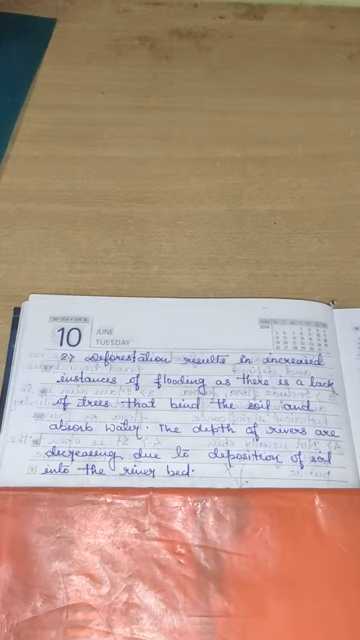 10
JUNE
TUESDAY
2.7 Deforestation results in increased
instances of flooding as there is a lack
of trees that bind the soil and
absorb water. The depth of rivers are
decreasing due to deposition of soil
into the river bed.